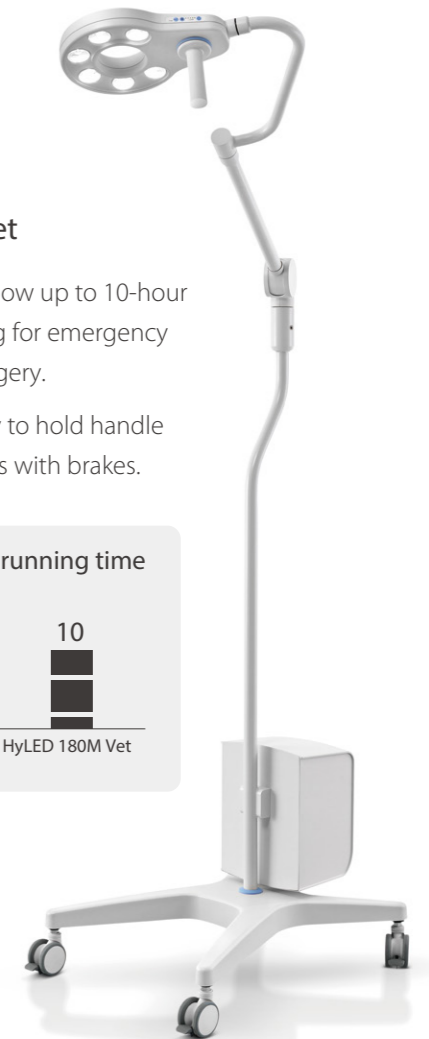 et
ow up to 10-hour
g for emergency
gery.
to hold handle
s with brakes.
running time
10
HyLED 180M Vet